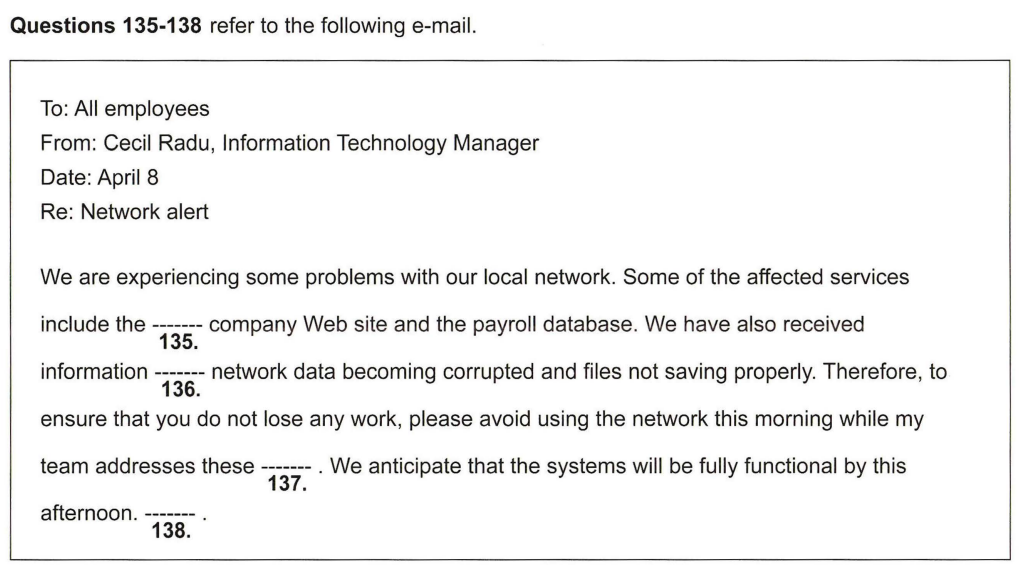 Questions 135-138 refer to the following e-mail.
To: All employees
From: Cecil Radu, Information Technology Manager
Date: April 8
Re: Network alert
We are experiencing some problems with our local network. Some of the affected services
include the ------- company Web site and the payroll database. We have also received
135.
information ------- network data becoming corrupted and files not saving properly. Therefore, to
136.
ensure that you do not lose any work, please avoid using the network this morning while my
team addresses these ------- . We anticipate that the systems will be fully functional by this
137.
afternoon. ------- .
138.